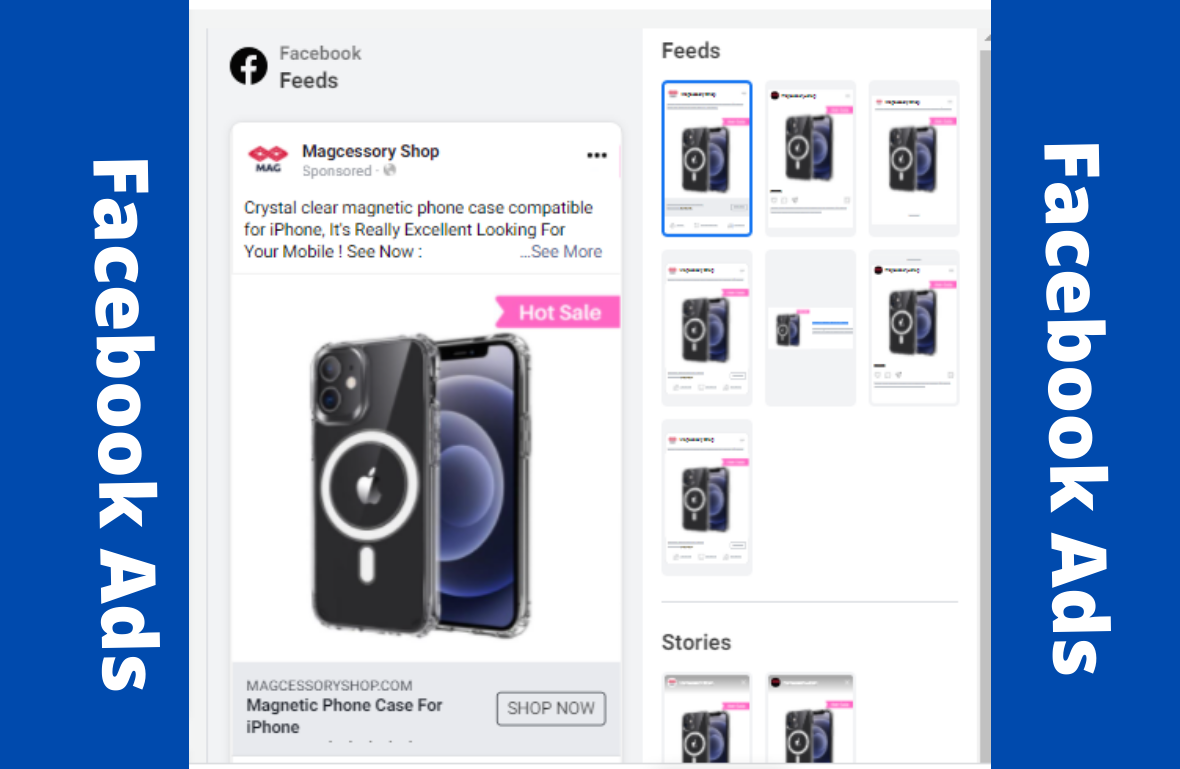 Facebook Ads
Facebook
Feeds
MAG
Magcessory Shop
Sponsored ·
Crystal clear magnetic phone case compatible
for iPhone, It's Really Excellent Looking For
Your Mobile ! See Now : ...See More
Hot Sale
MAGCESSORYSHOP.COM
Magnetic Phone Case For
iPhone
SHOP NOW
Feeds
Stories
Facebook Ads